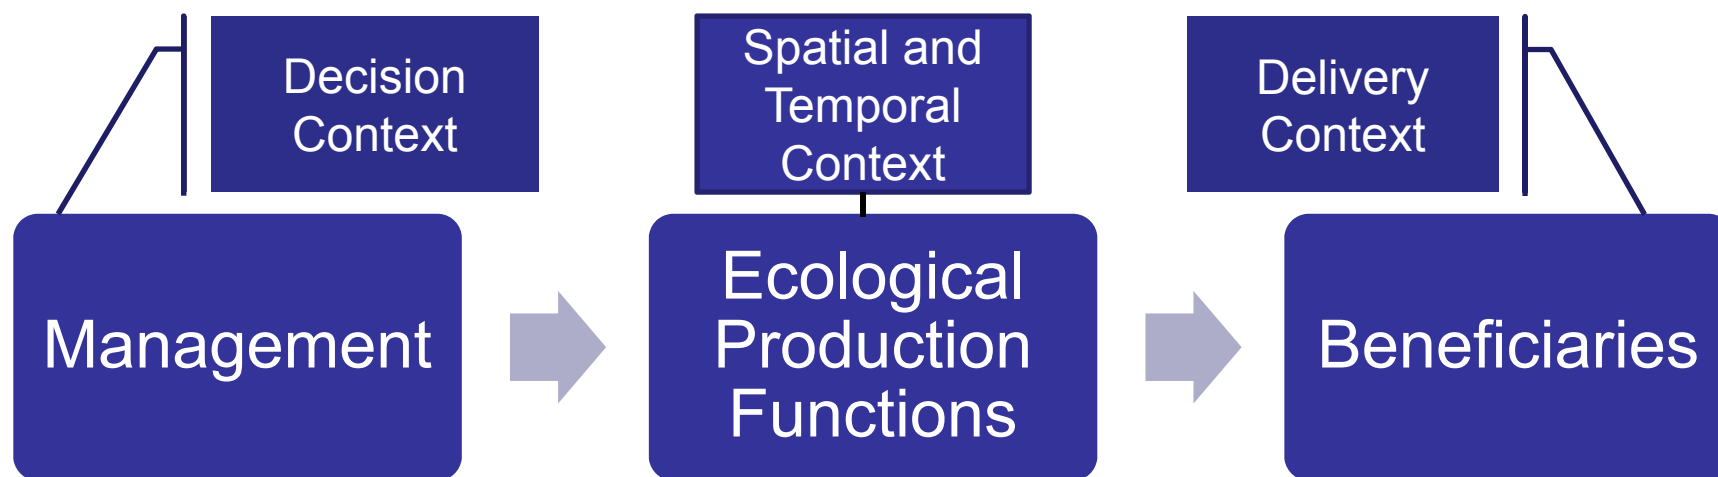 Decision
Context
Spatial and
Temporal
Context
Delivery
Context
Management
Ecological
Production
Functions
Beneficiaries